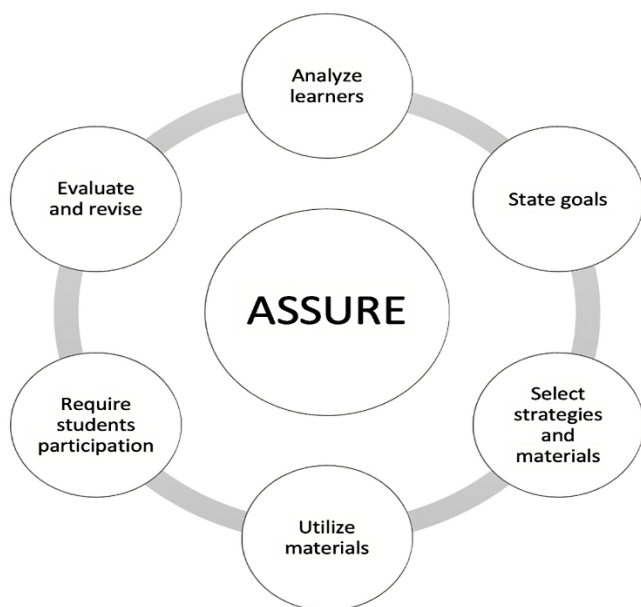 Analyze
learners
State goals
Select
strategies
and
materials
Utilize
materials
Require
students
participation
Evaluate
and revise
ASSURE